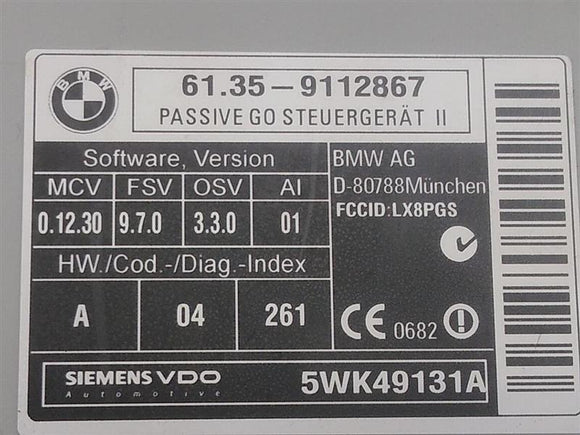 BMW
61.35-9112867
PASSIVE GO STEUERGERÄT II
Software, Version
MCV FSV OSV AI
0.12.30 9.7.0 3.3.0 01
HW./Cod.-/Diag.-Index
A 04 261
BMW AG
D-80788München
FCCID:LX8PGS
CE 0682
SIEMENS VDO
Automotive
5WK49131A